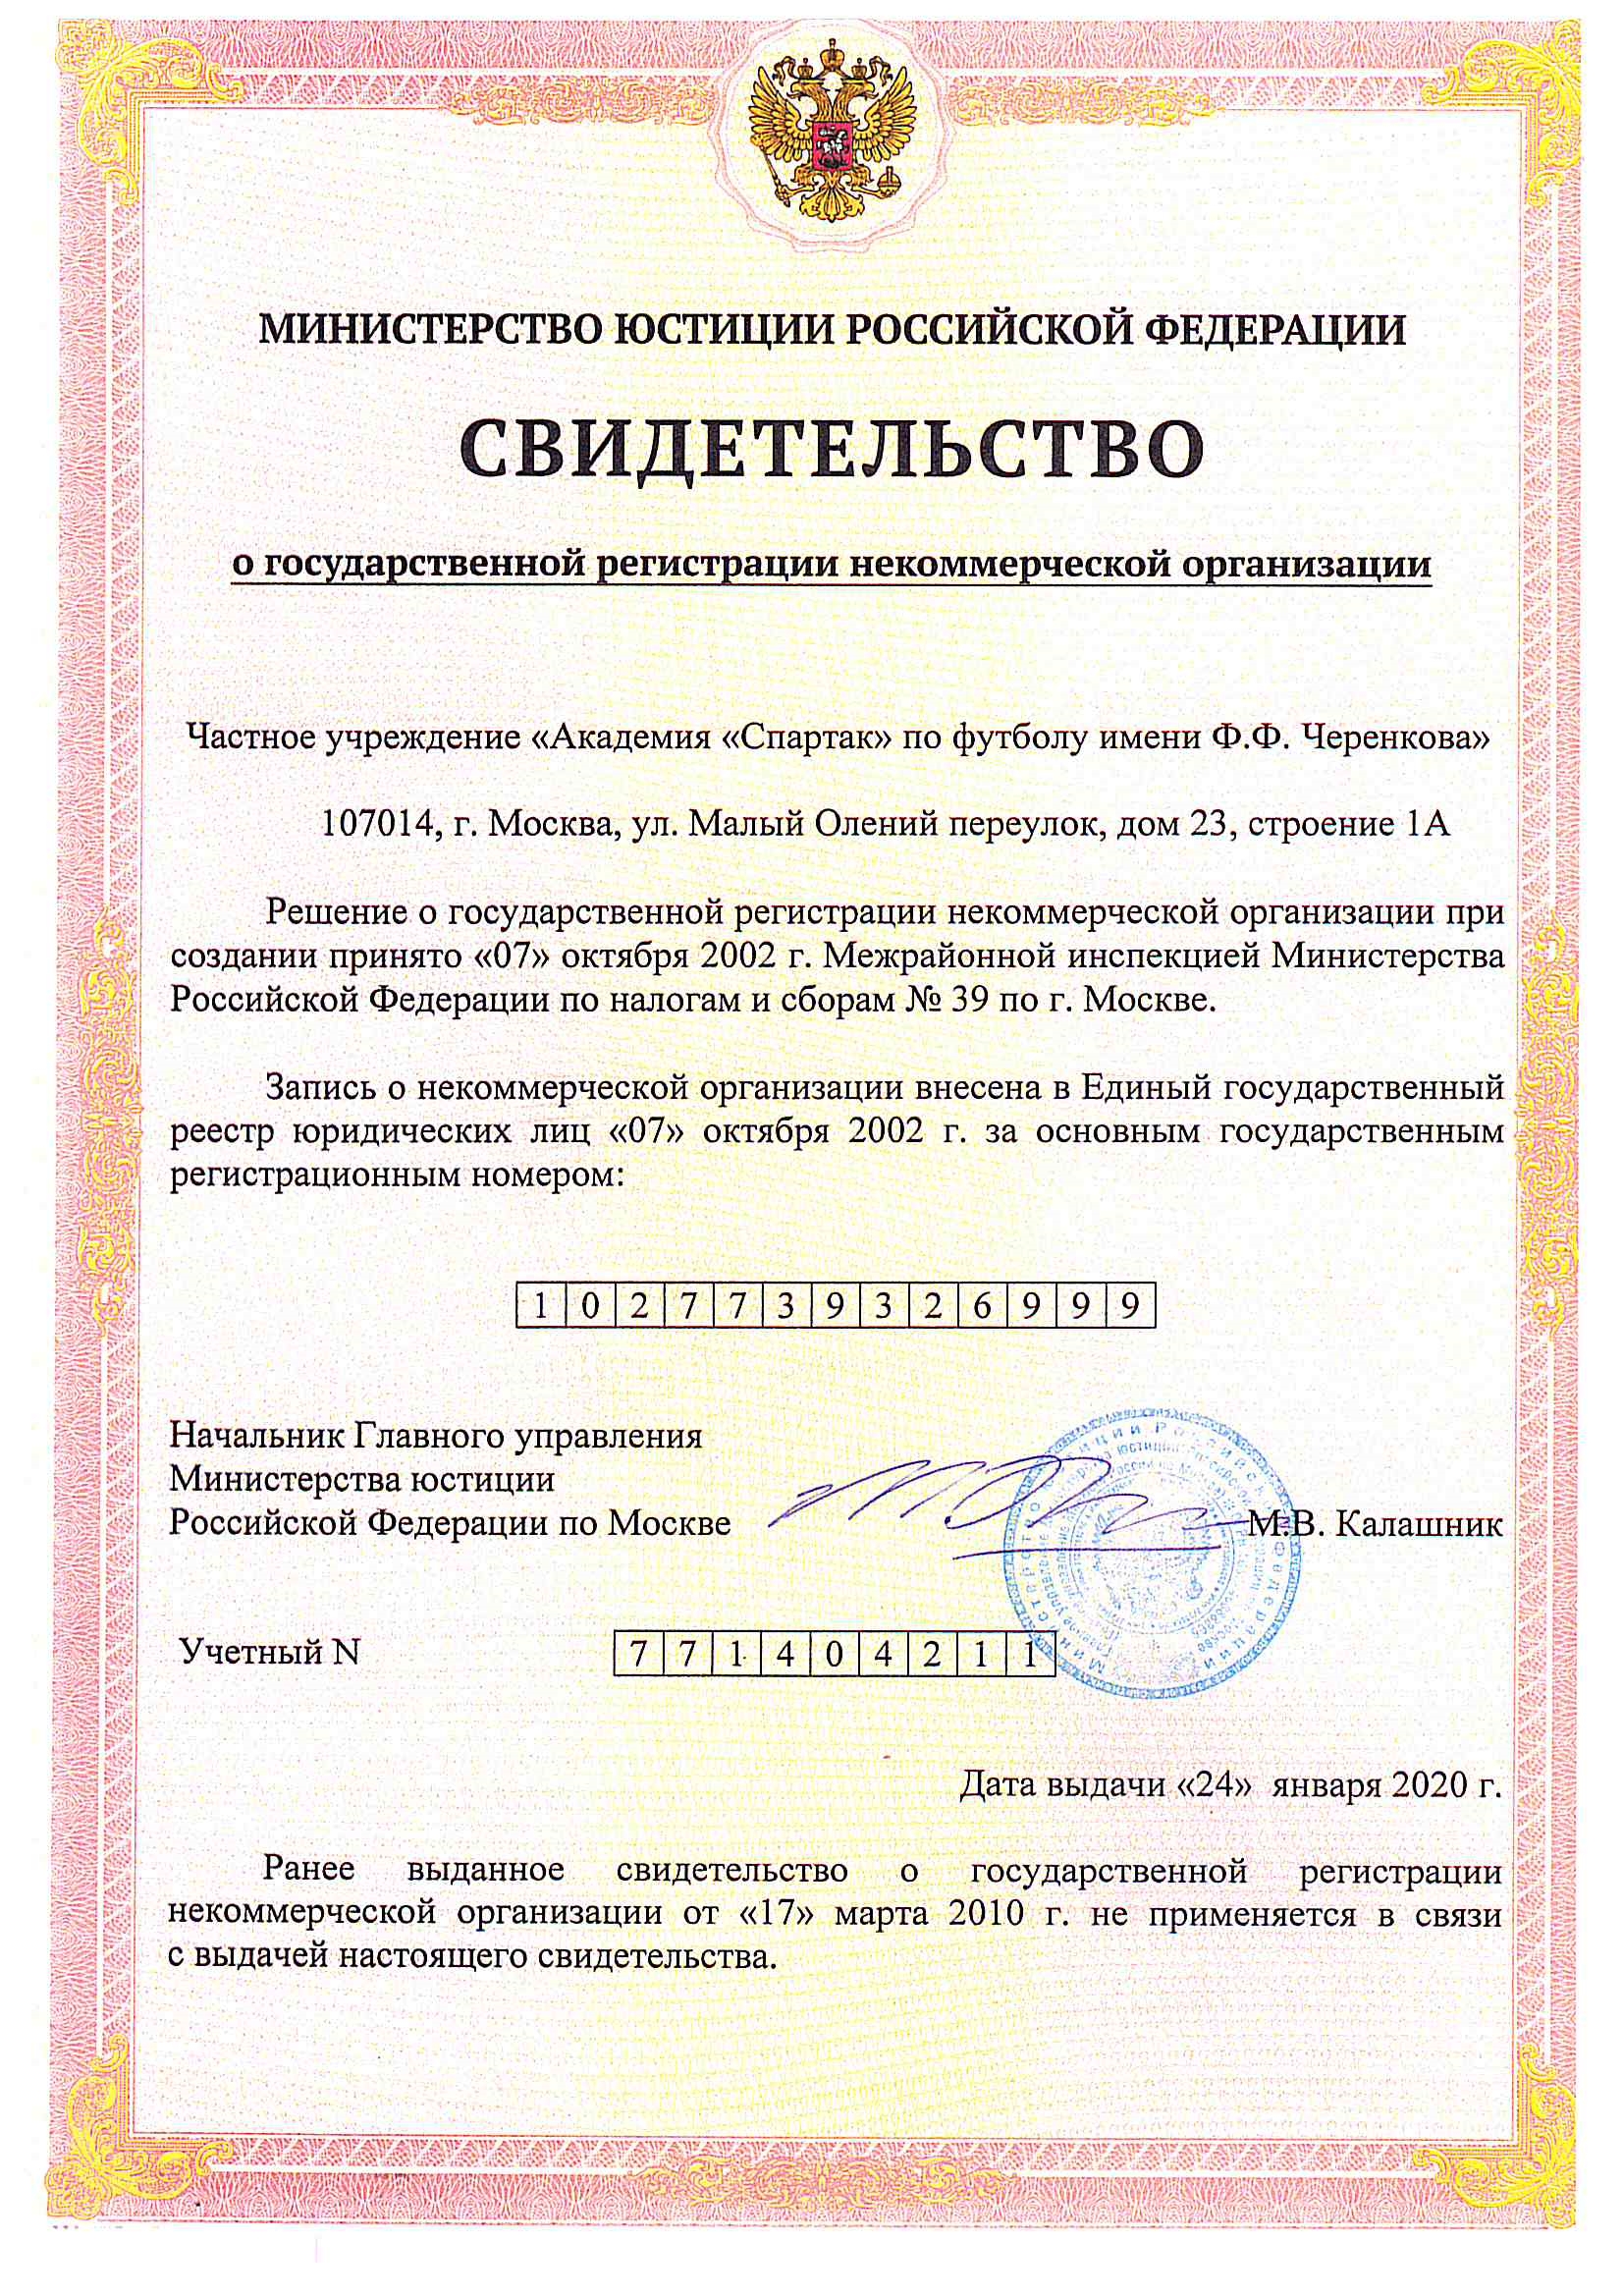 МИНИСТЕРСТВО ЮСТИЦИИ РОССИЙСКОЙ ФЕДЕРАЦИИ
СВИДЕТЕЛЬСТВО
о государственной регистрации некоммерческой организации
Частное учреждение «Академия «Спартак» по футболу имени Ф.Ф. Черенкова»
107014, г. Москва, ул. Малый Олений переулок, дом 23, строение 1А
Решение о государственной регистрации некоммерческой организации при
создании принято «07» октября 2002 г. Межрайонной инспекцией Министерства
Российской Федерации по налогам и сборам № 39 по г. Москве.
Запись о некоммерческой организации внесена в Единый государственный
реестр юридических лиц «07» октября 2002 г. за основным государственным
регистрационным номером:
1 0 2 7 7 3 9 3 2 6 9 9 9
Начальник Главного управления
Министерства юстиции
Российской Федерации по Москве
М.В. Калашник
Учетный N
7 7 1 4 0 4 2 1 1
Дата выдачи «24» января 2020 г.
Ранее выданное свидетельство о государственной регистрации
некоммерческой организации от «17» марта 2010 г. не применяется в связи
с выдачей настоящего свидетельства.